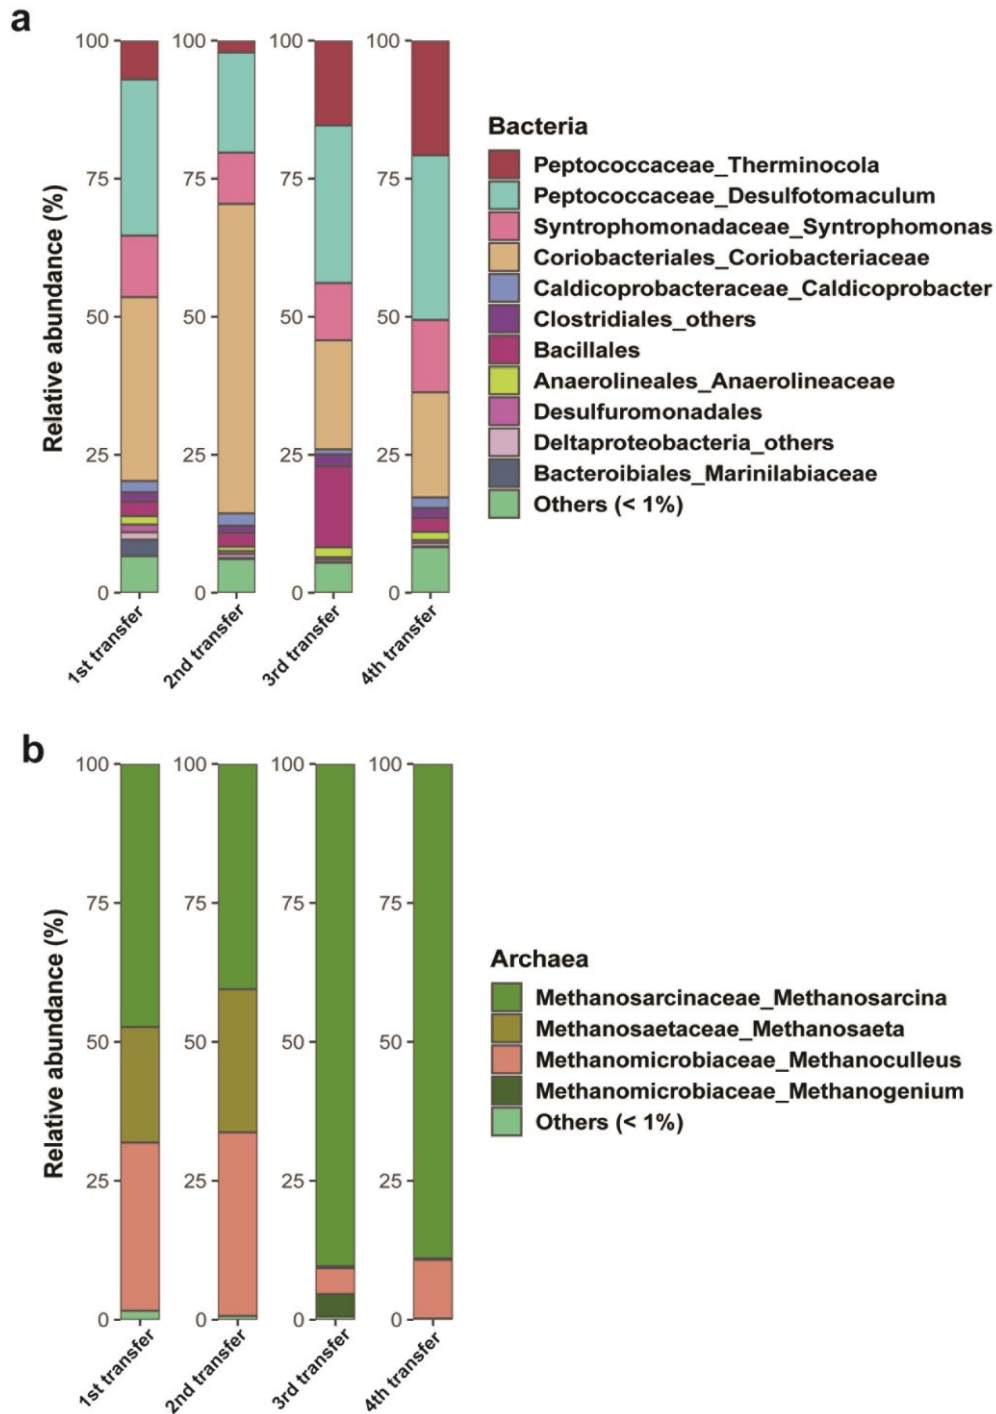 a
100 100 100 100
75 75 75 75
50 50 50 50
25 25 25 25
0 0 0 0
Relative abundance (%)
1st transfer 2nd transfer 3rd transfer 4th transfer
Bacteria
Peptococcaceae_Therminocola
Peptococcaceae_Desulfotomaculum
Syntrophomonadaceae_Syntrophomonas
Coriobacteriales_Coriobacteriaceae
Caldicoprobacteraceae_Caldicoprobacter
Clostridiales_others
Bacillales
Anaerolineales_Anaerolineaceae
Desulfuromonadales
Deltaproteobacteria_others
Bacteroibiales_Marinilabiaceae
Others (< 1%)
b
100 100 100 100
75 75 75 75
50 50 50 50
25 25 25 25
0 0 0 0
Relative abundance (%)
1st transfer 2nd transfer 3rd transfer 4th transfer
Archaea
Methanosarcinaceae_Methanosarcina
Methanosaetaceae_Methanosaeta
Methanomicrobiaceae_Methanoculleus
Methanomicrobiaceae_Methanogenium
Others (< 1%)